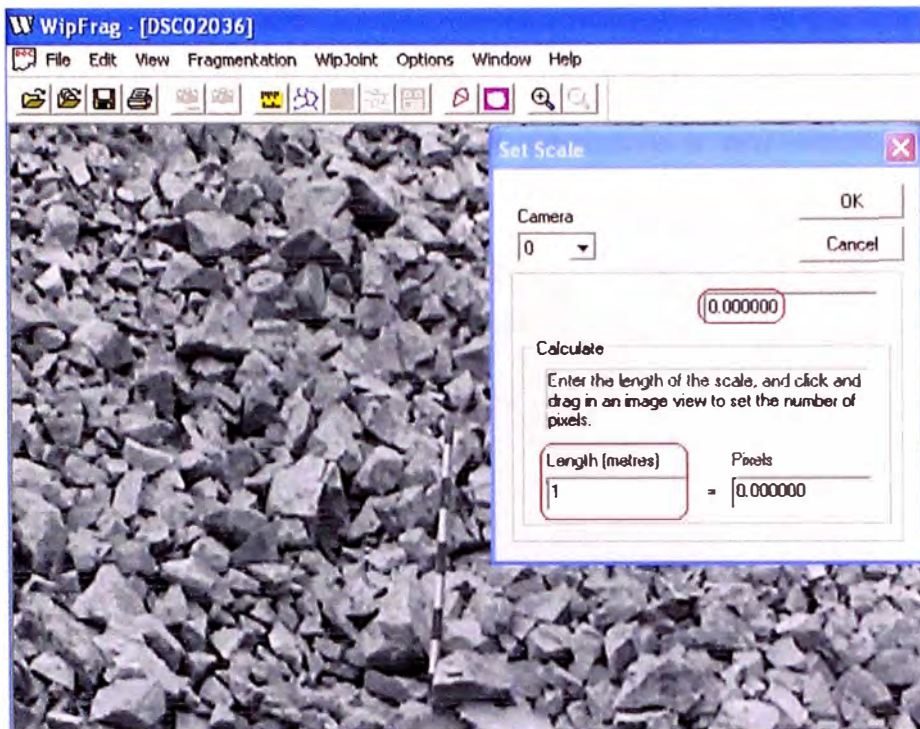 WipFrag - [DSC02036]
File Edit View Fragmentation WipJoint Options Window Help
Set Scale
OK
Camera
0
Cancel
0.000000
Calculate
Enter the length of the scale, and click and
drag in an image view to set the number of
pixels.
Length (metres) Pixels
1 = 0.000000